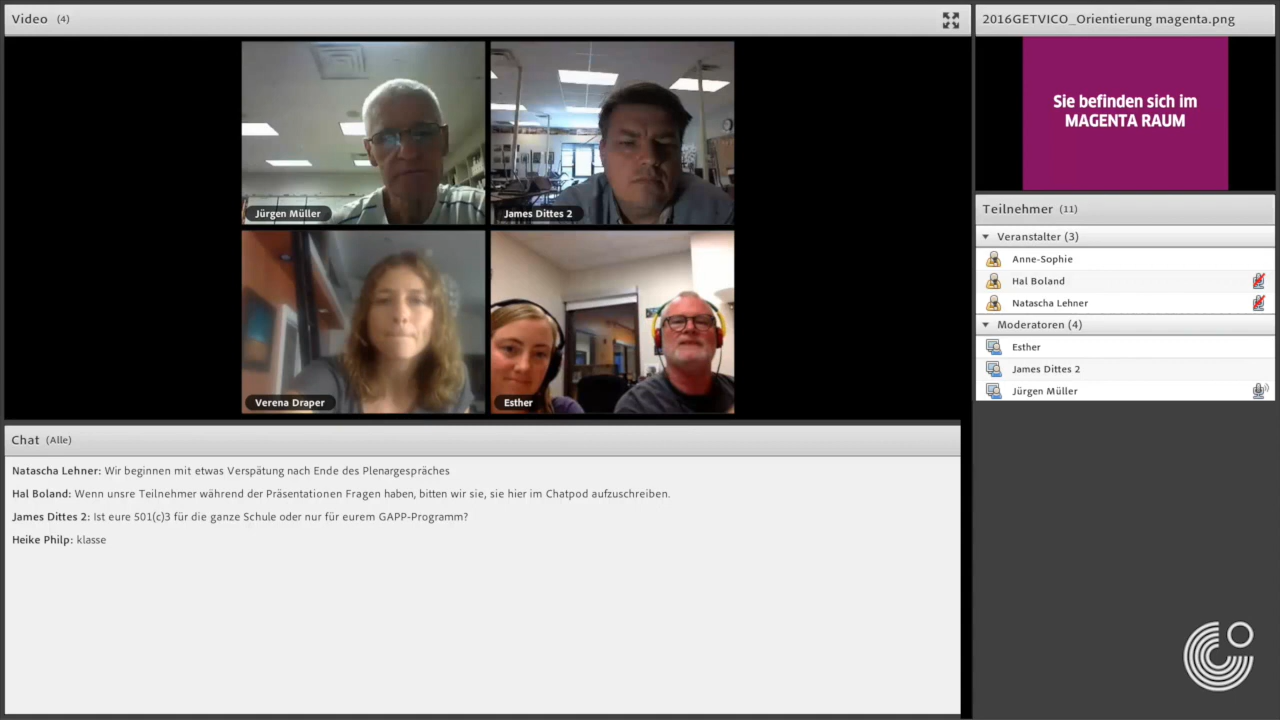 Video (4)
2016GETVICO_Orientierung magenta.png
Sie befinden sich im
MAGENTA RAUM
Jürgen Müller
James Dittes 2
Verena Draper
Esther
Teilnehmer (11)
Veranstalter (3)
Anne-Sophie
Hal Boland
Natascha Lehner
Moderatoren (4)
Esther
James Dittes 2
Jürgen Müller
Chat (Alle)
Natascha Lehner: Wir beginnen mit etwas Verspätung nach Ende des Plenargespräches
Hal Boland: Wenn unsre Teilnehmer während der Präsentationen Fragen haben, bitten wir sie, sie hier im Chatpod aufzuschreiben.
James Dittes 2: Ist eure 501(c)3 für die ganze Schule oder nur für eurem GAPP-Programm?
Heike Philp: klasse